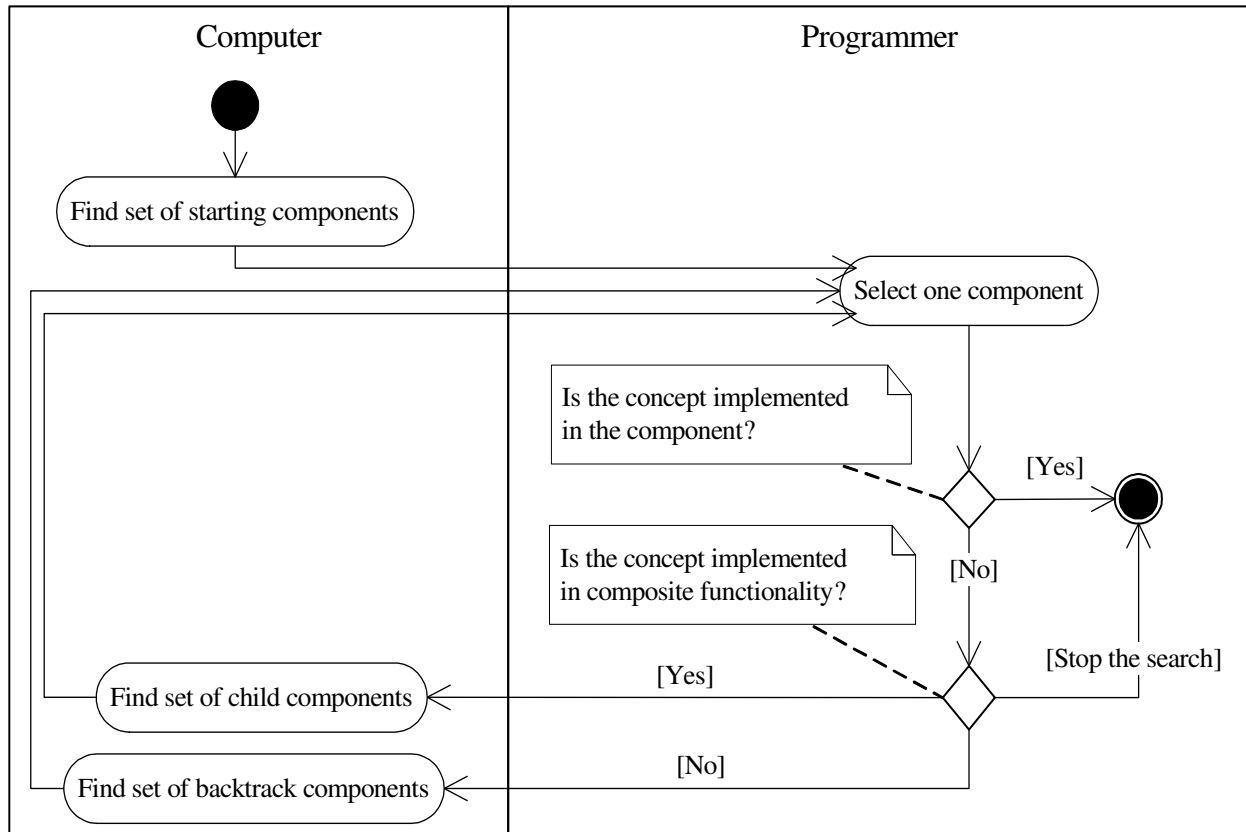 Computer
Programmer
Find set of starting components
Select one component
Is the concept implemented
in the component?
[Yes]
Is the concept implemented
in composite functionality?
[No]
[Stop the search]
[Yes]
Find set of child components
[No]
Find set of backtrack components